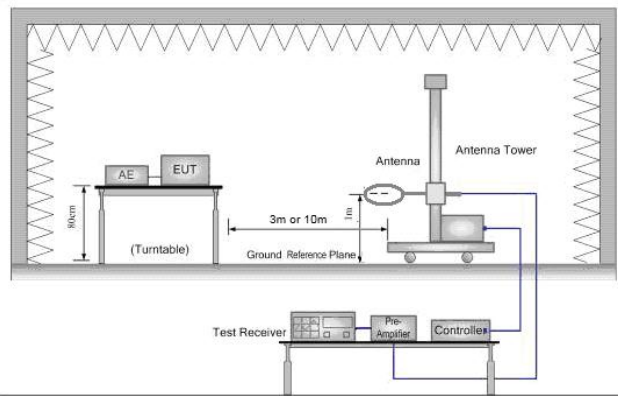 AE
EUT
80cm
(Turntable)
3m or 10m
Ground Reference Plane
1m
Antenna
Antenna Tower
Test Receiver
Pre-
Amplifier
Controller